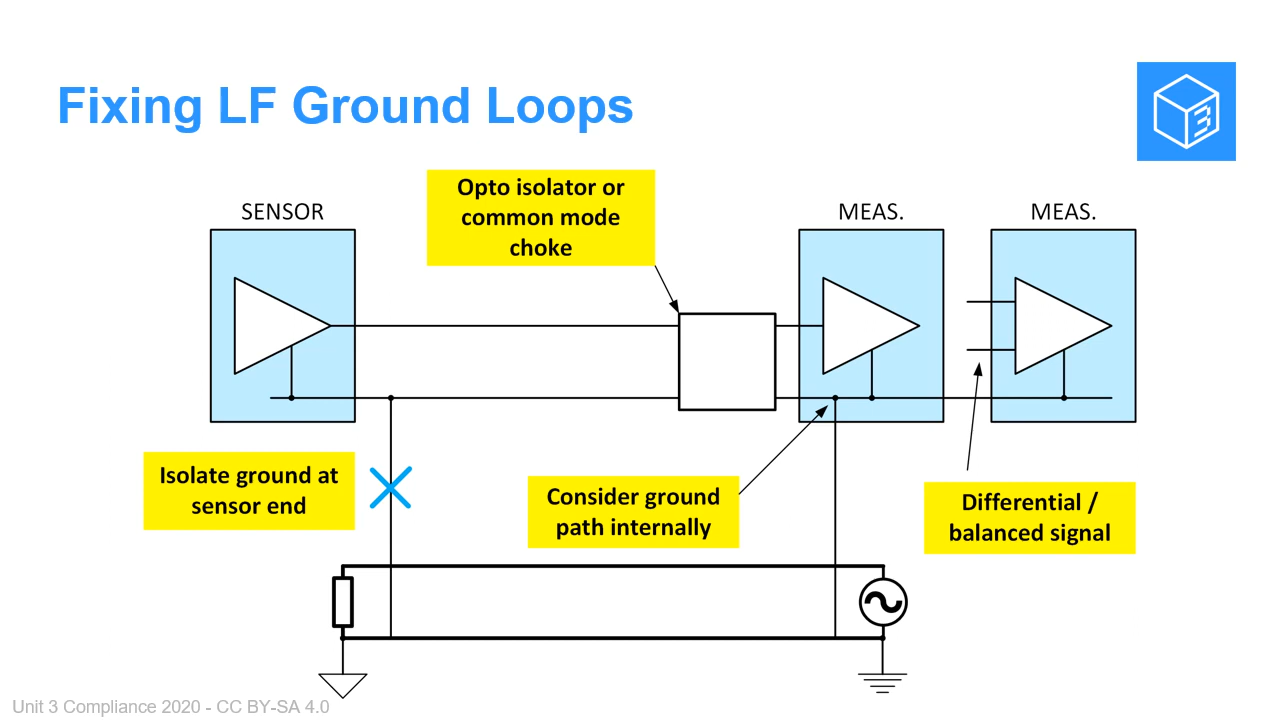 Fixing LF Ground Loops
3
Opto isolator or
common mode
choke
SENSOR
MEAS.
MEAS.
Isolate ground at
sensor end
Consider ground
path internally
Differential /
balanced signal
Unit 3 Compliance 2020 - CC BY-SA 4.0